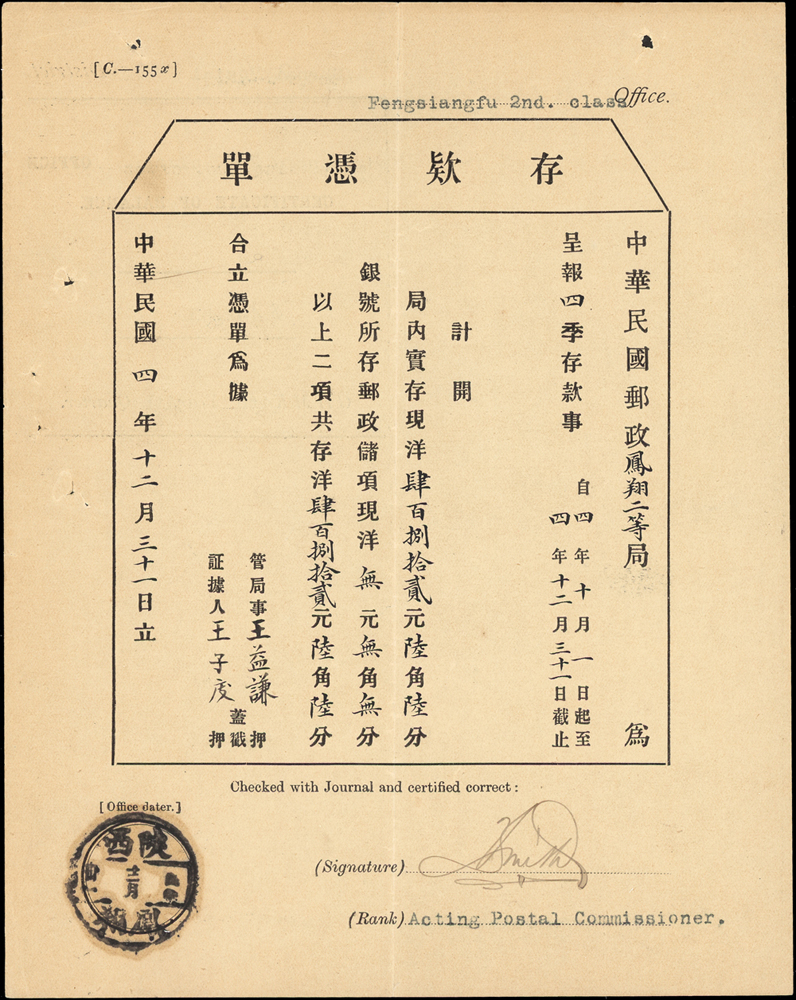 [C.—155x]
Fengsiangfu 2nd. class Office.
存欵憑單
中華民國郵政鳳翔二等局 為
呈報四季存款事 自四年十月一日起至
四年十二月三十一日截止
計開
局內實存現洋肆百捌拾貳元陸角陸分
銀號所存郵政儲項現洋無元無角無分
以上二項共存洋肆百捌拾貳元陸角陸分
合立憑單為據
管局事王益謙 押
蓋戳
証據人王子 押
中華民國四年十二月三十一日立
Checked with Journal and certified correct:
[Office dater.]
陝西
十二月
鳳翔
(Signature) Smith
(Rank) Acting Postal Commissioner.